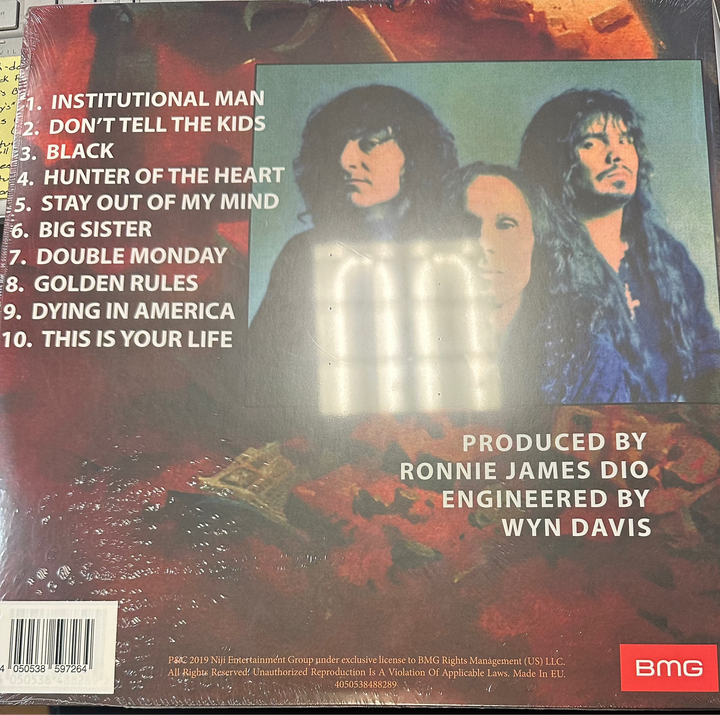 1. INSTITUTIONAL MAN
2. DON'T TELL THE KIDS
3. BLACK
4. HUNTER OF THE HEART
5. STAY OUT OF MY MIND
6. BIG SISTER
7. DOUBLE MONDAY
8. GOLDEN RULES
9. DYING IN AMERICA
10. THIS IS YOUR LIFE
PRODUCED BY
RONNIE JAMES DIO
ENGINEERED BY
WYN DAVIS
4 050538 597264
P&C 2019 Niji Entertainment Group under exclusive license to BMG Rights Management (US) LLC.
All Rights Reserved. Unauthorized Reproduction Is A Violation Of Applicable Laws. Made In EU.
4050538488289
BMG